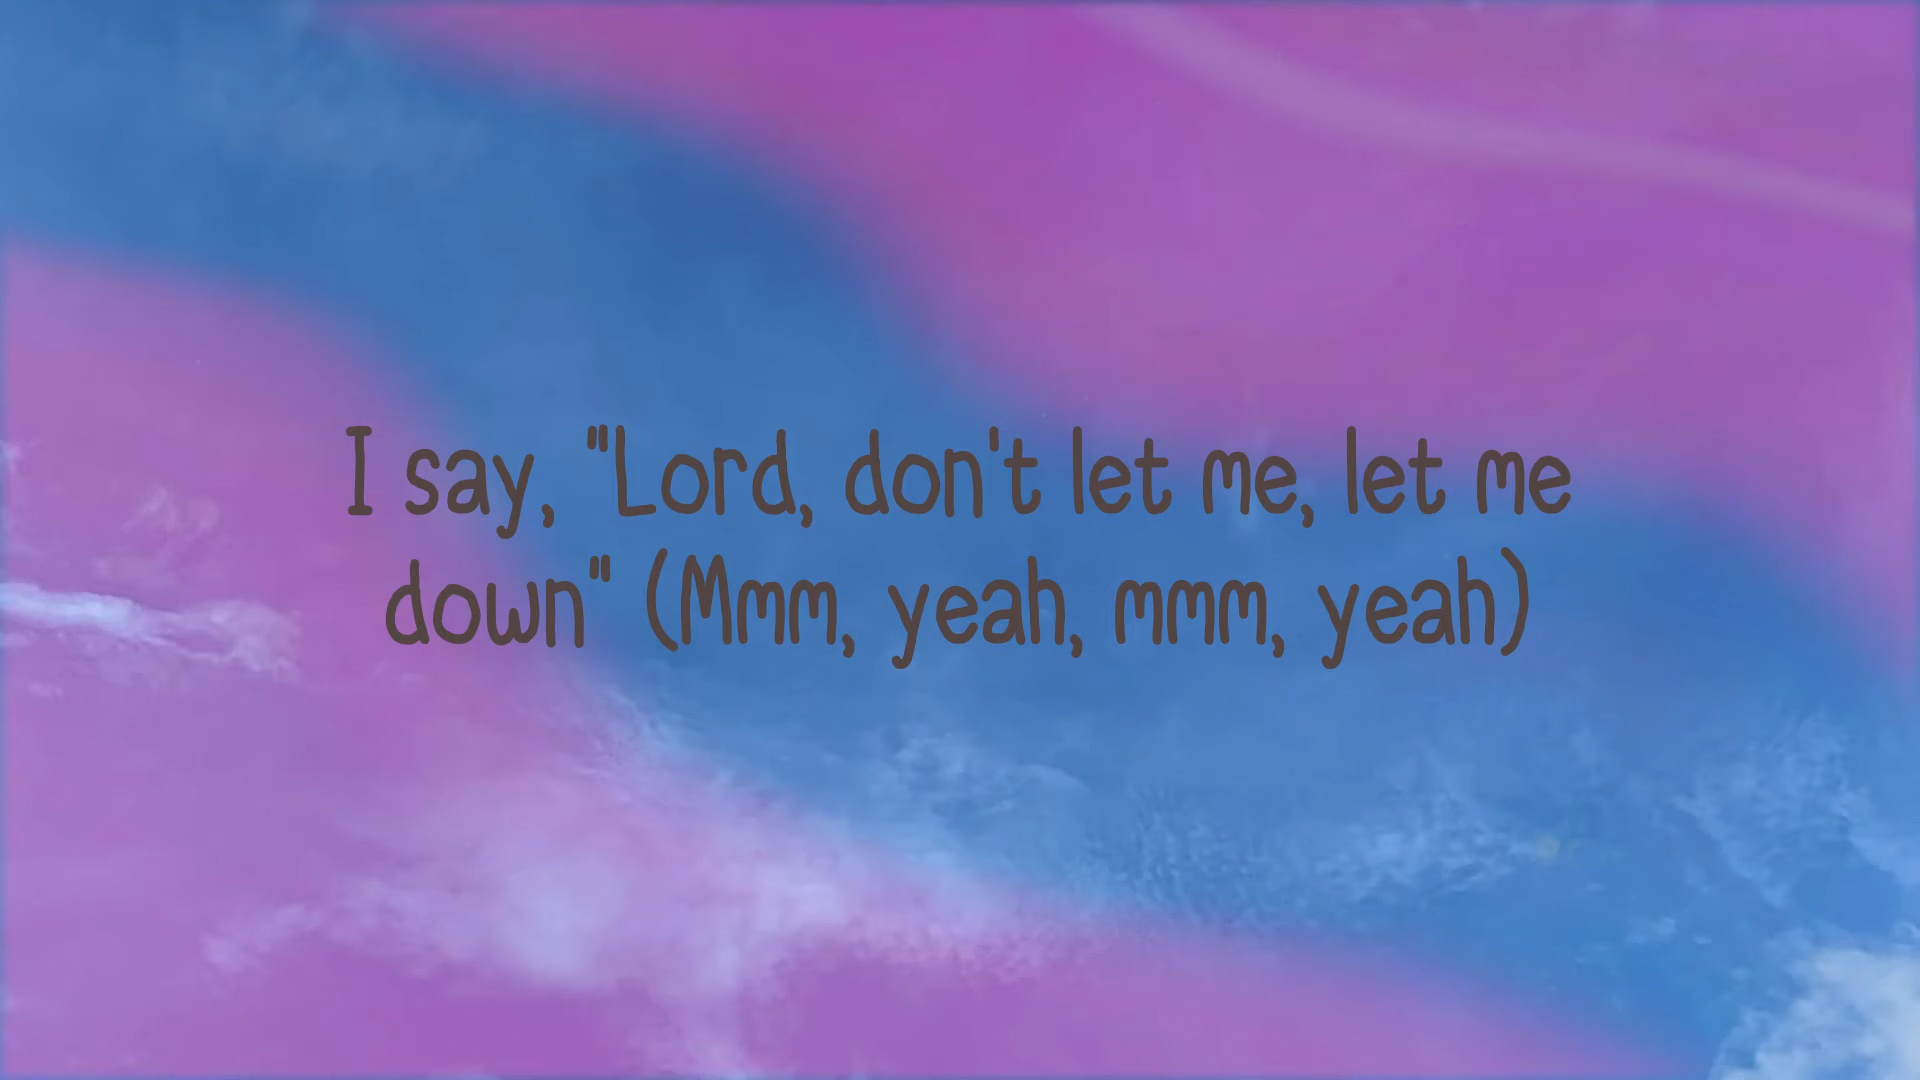 I say, "Lord, don't let me, let me
down" (Mmm, yeah, mmm, yeah)